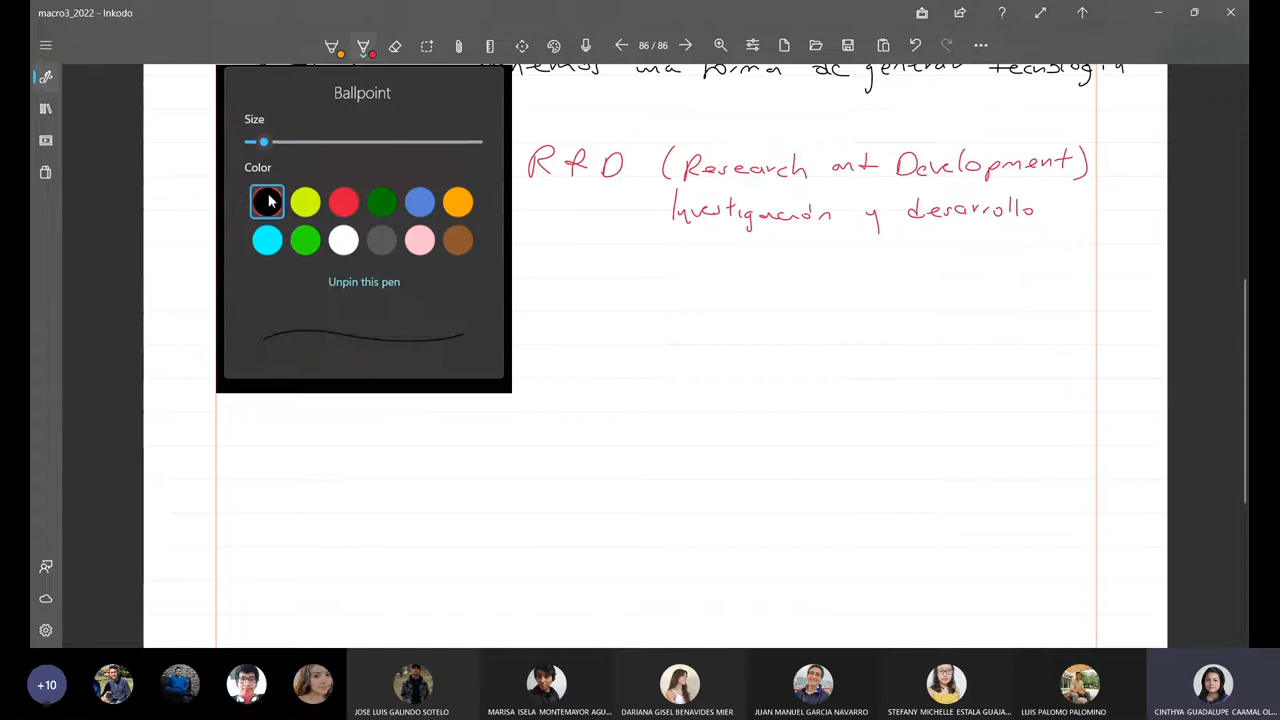 macro3_2022 - Inkodo
86 / 86
una forma de generar tecnología
Ballpoint
Size
Color
Unpin this pen
R & D (Research and Development)
Investigación y desarrollo
+10
JOSE LUIS GALINDO SOTELO
MARISA ISELA MONTEMAYOR AGU...
DARIANA GISEL BENAVIDES MIER
JUAN MANUEL GARCIA NAVARRO
STEFANY MICHELLE ESTALA GUAJA...
LUIS PALOMO PALOMINO
CINTHYA GUADALUPE CAAMAL OL...